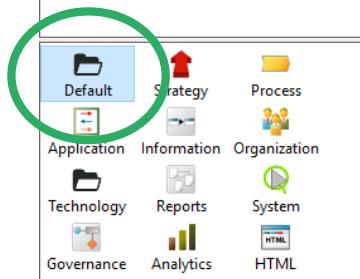 Default Strategy Process
Application Information Organization
Technology Reports System
HTML
Governance Analytics HTML